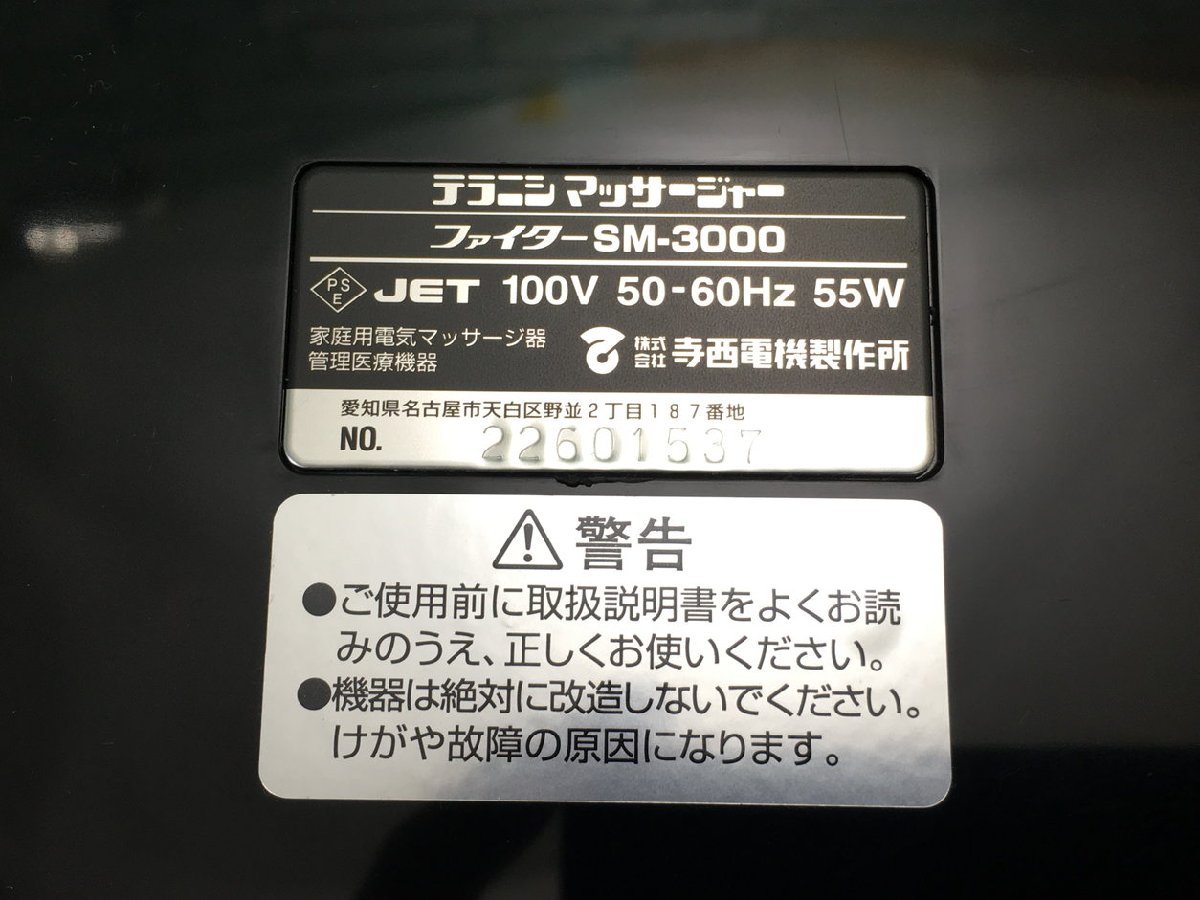 テラニシ マッサージャー
ファイターSM-3000
PSE JET 100V 50-60Hz 55W
家庭用電気マッサージ器
管理医療機器
株式会社 寺西電機製作所
愛知県名古屋市天白区野並2丁目187番地
NO. 22601537
警告
●ご使用前に取扱説明書をよくお読
みのうえ、正しくお使いください。
●機器は絶対に改造しないでください。
けがや故障の原因になります。